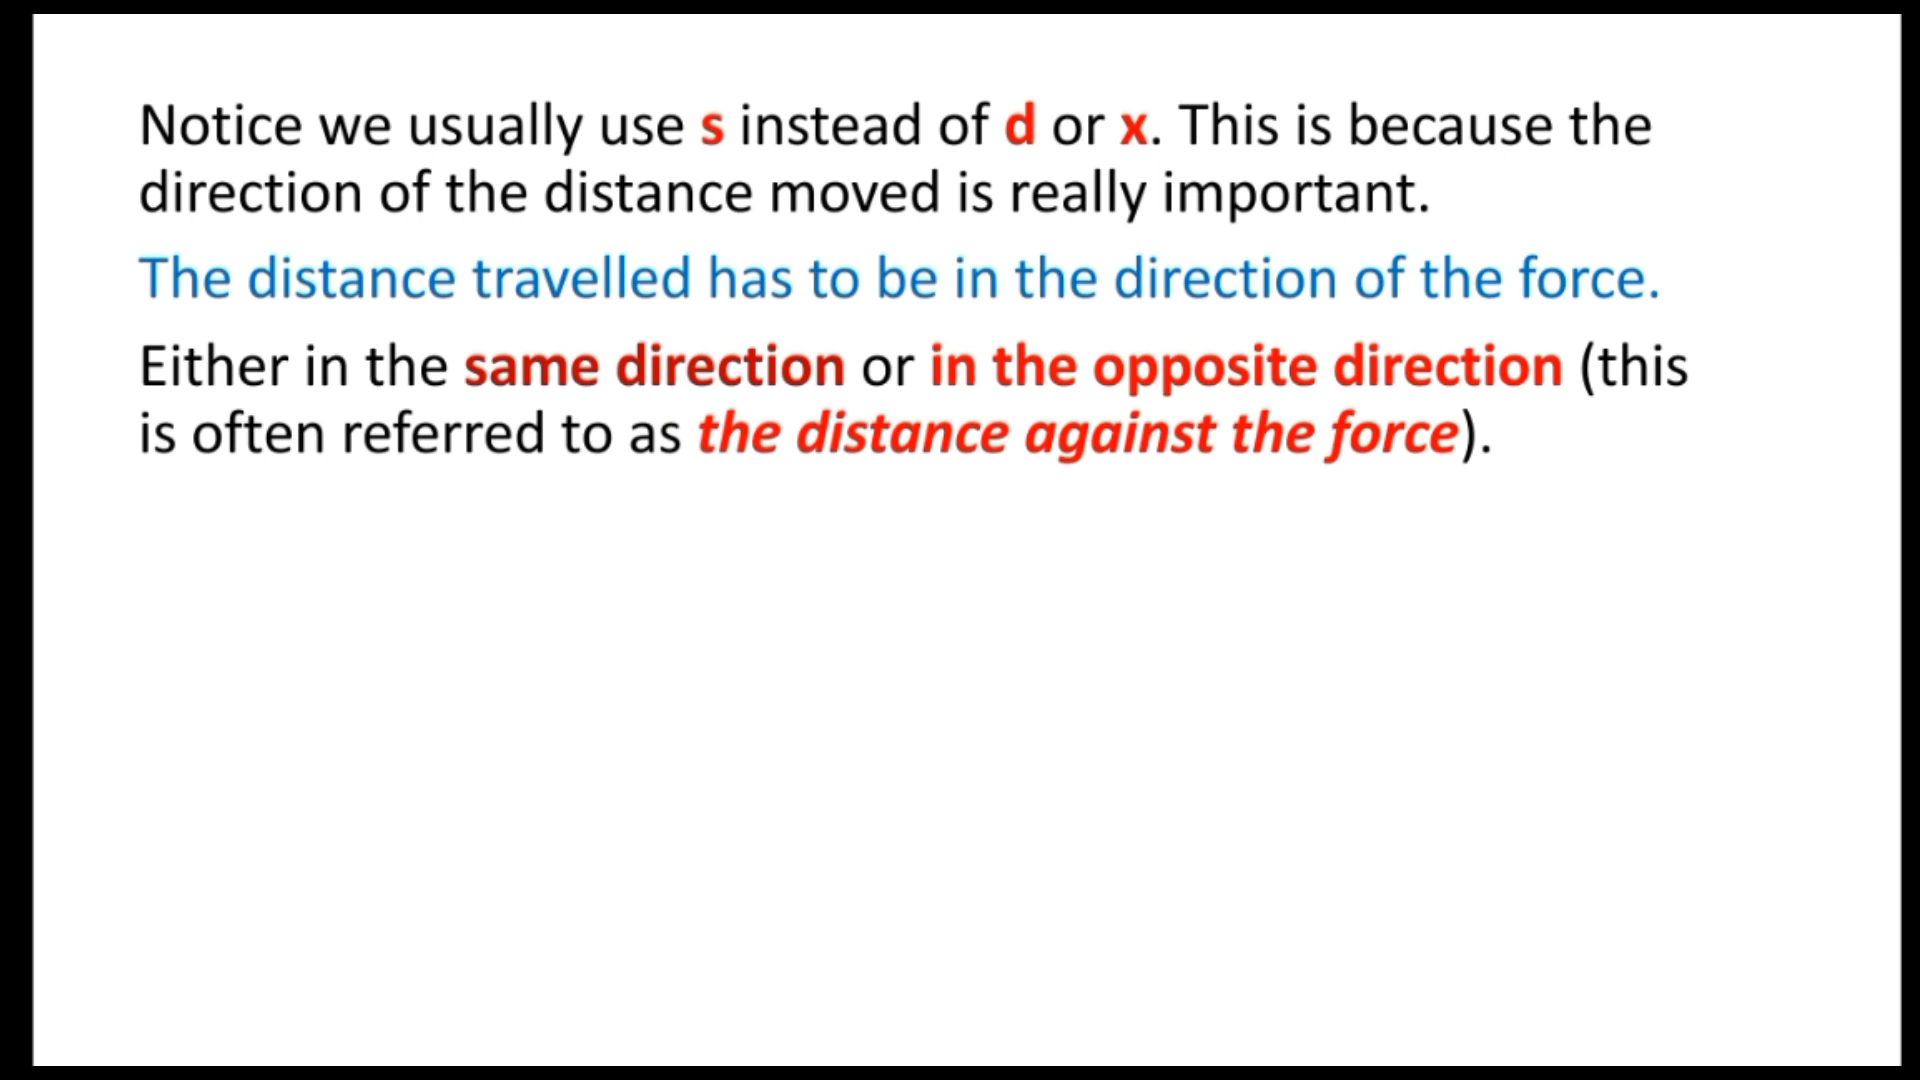 Notice we usually use s instead of d or x. This is because the
direction of the distance moved is really important.
The distance travelled has to be in the direction of the force.
Either in the same direction or in the opposite direction (this
is often referred to as the distance against the force).